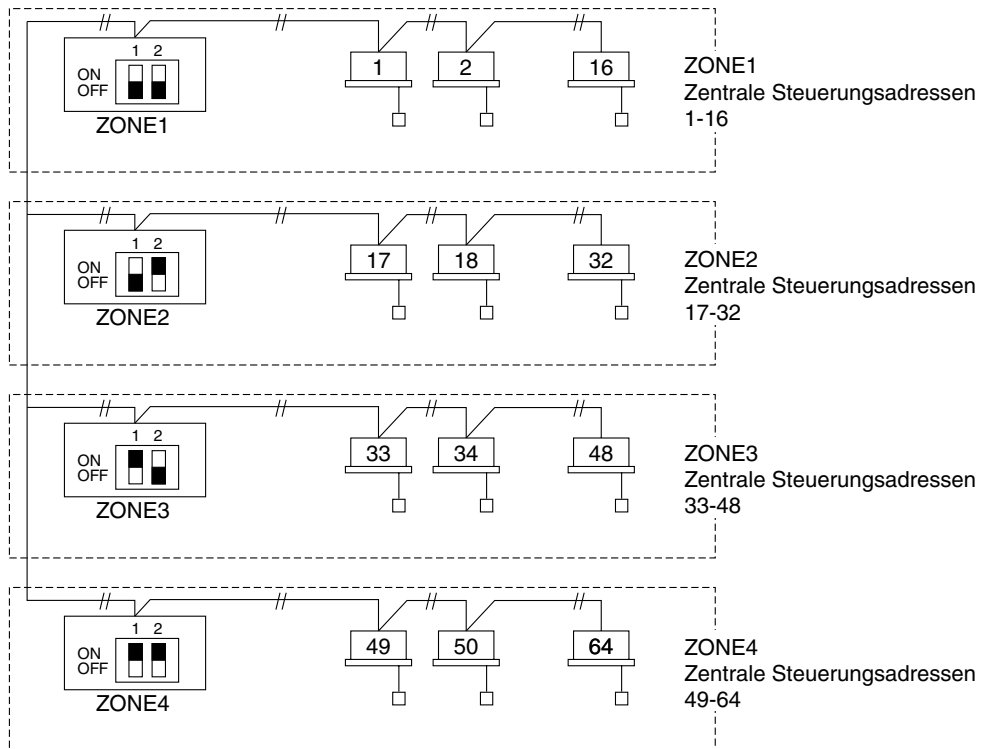 1 2
ON
OFF
ZONE1
1 2 16
ZONE1
Zentrale Steuerungsadressen
1-16
1 2
ON
OFF
ZONE2
17 18 32
ZONE2
Zentrale Steuerungsadressen
17-32
1 2
ON
OFF
ZONE3
33 34 48
ZONE3
Zentrale Steuerungsadressen
33-48
1 2
ON
OFF
ZONE4
49 50 64
ZONE4
Zentrale Steuerungsadressen
49-64